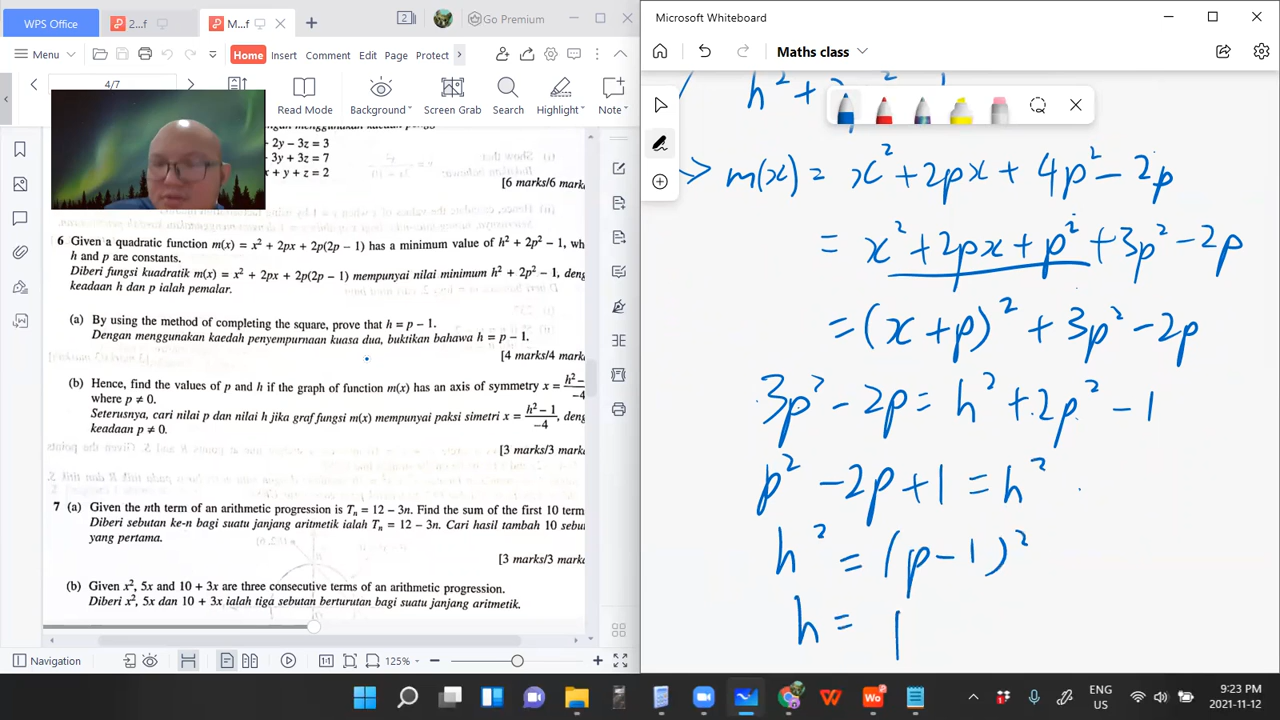 WPS Office
2...f
M...f
2
Go Premium
Menu
Home
Insert
Comment
Edit
Page
Protect
4/7
Read Mode
Background
Screen Grab
Search
Highlight
Note
2y − 3z = 3
3y + 3z = 7
x + y + z = 2
[6 marks/6 mark
6 Given a quadratic function m(x) = x² + 2px + 2p(2p − 1) has a minimum value of h² + 2p² − 1, wh
h and p are constants.
Diberi fungsi kuadratik m(x) = x² + 2px + 2p(2p − 1) mempunyai nilai minimum h² + 2p² − 1, deng
keadaan h dan p ialah pemalar.
(a) By using the method of completing the square, prove that h = p − 1.
Dengan menggunakan kaedah penyempurnaan kuasa dua, buktikan bahawa h = p − 1.
[4 marks/4 mark
(b) Hence, find the values of p and h if the graph of function m(x) has an axis of symmetry x = h² − / −4
where p ≠ 0.
Seterusnya, cari nilai p dan nilai h jika graf fungsi m(x) mempunyai paksi simetri x = h² − 1 / −4, deng
keadaan p ≠ 0.
[3 marks/3 mark
7 (a) Given the nth term of an arithmetic progression is Tₙ = 12 − 3n. Find the sum of the first 10 term
Diberi sebutan ke-n bagi suatu janjang aritmetik ialah Tₙ = 12 − 3n. Cari hasil tambah 10 sebu
yang pertama.
[3 marks/3 mark
(b) Given x², 5x and 10 + 3x are three consecutive terms of an arithmetic progression.
Diberi x², 5x dan 10 + 3x ialah tiga sebutan berturutan bagi suatu janjang aritmetik.
Navigation
125%
Microsoft Whiteboard
Maths class
m(x) = x² + 2px + 4p² − 2p
= x² + 2px + p² + 3p² − 2p
= (x + p)² + 3p² − 2p
3p² − 2p = h² + 2p² − 1
p² − 2p + 1 = h²
h² = (p − 1)²
h =
ENG
US
9:23 PM
2021-11-12